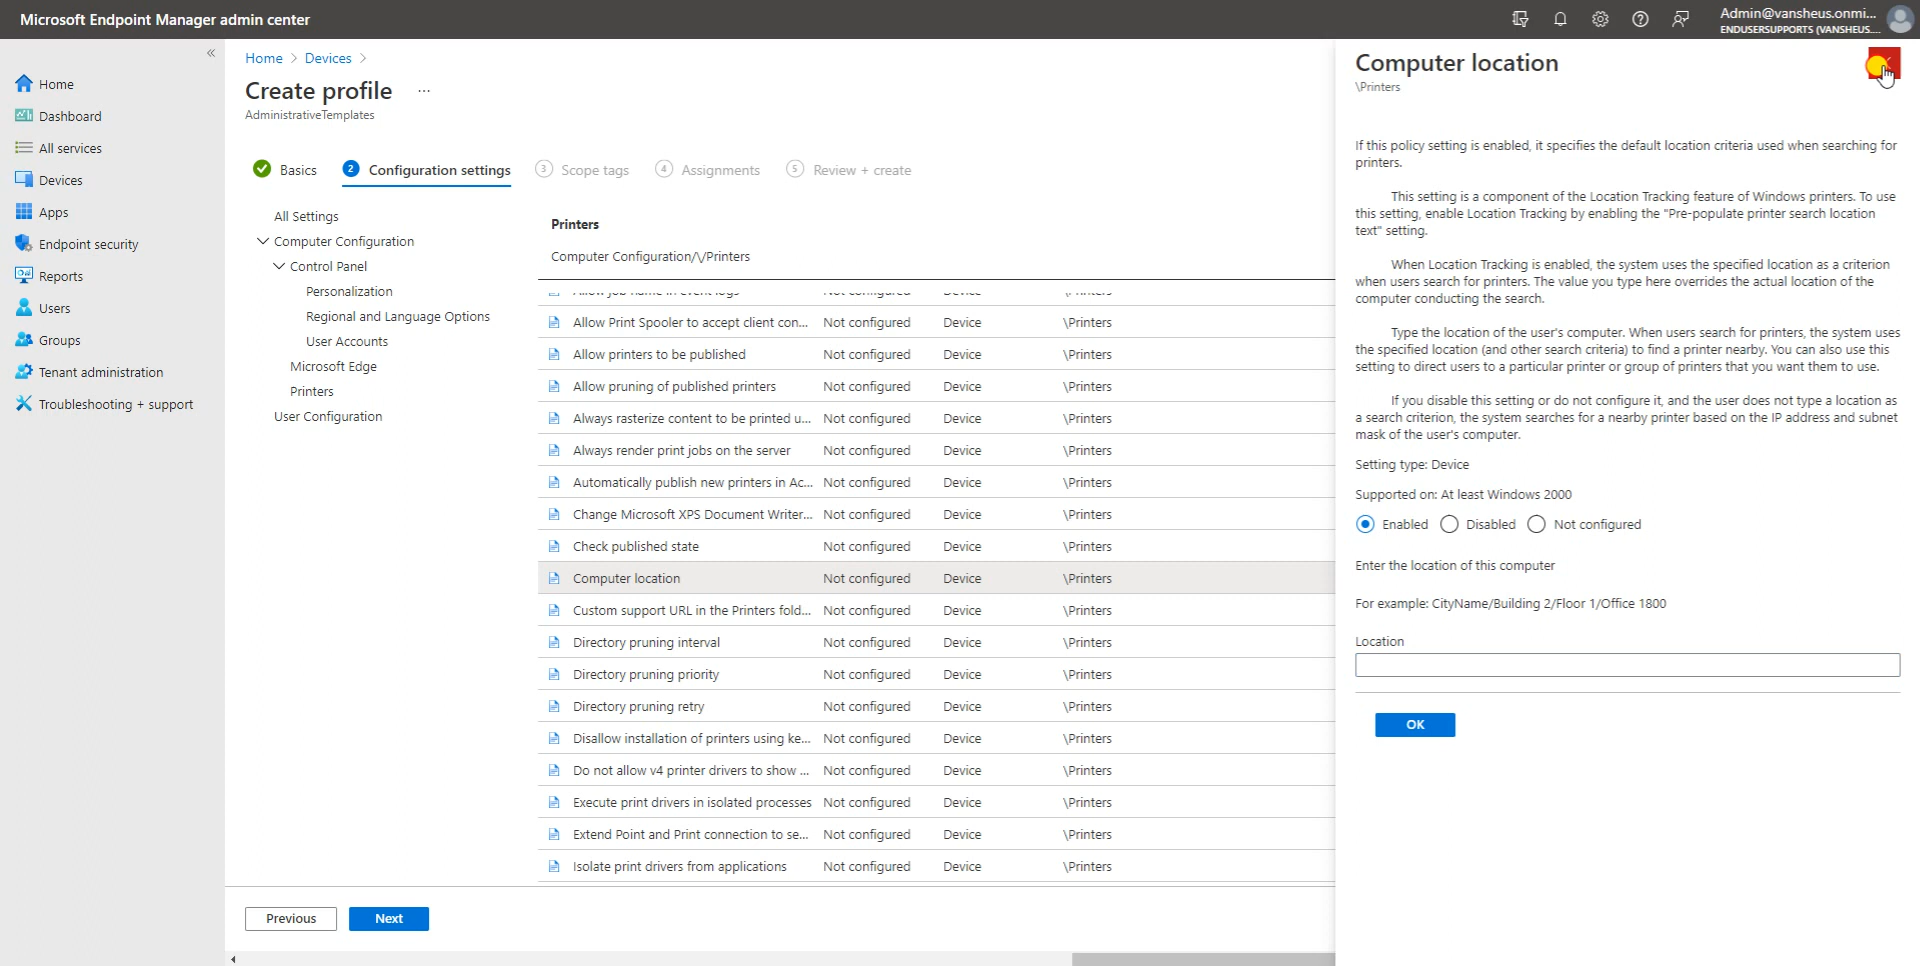 Microsoft Endpoint Manager admin center
Admin@vansheus.onmi...
ENDUSERSUPPORTS (VANSHEUS....
«
Home
Dashboard
All services
Devices
Apps
Endpoint security
Reports
Users
Groups
Tenant administration
Troubleshooting + support
Home > Devices >
Create profile ...
AdministrativeTemplates
Basics
2 Configuration settings
3 Scope tags
4 Assignments
5 Review + create
All Settings
Computer Configuration
Control Panel
Personalization
Regional and Language Options
User Accounts
Microsoft Edge
Printers
User Configuration
Printers
Computer Configuration/\/Printers
Allow Print Spooler to accept client con... Not configured Device \Printers
Allow printers to be published Not configured Device \Printers
Allow pruning of published printers Not configured Device \Printers
Always rasterize content to be printed u... Not configured Device \Printers
Always render print jobs on the server Not configured Device \Printers
Automatically publish new printers in Ac... Not configured Device \Printers
Change Microsoft XPS Document Writer... Not configured Device \Printers
Check published state Not configured Device \Printers
Computer location Not configured Device \Printers
Custom support URL in the Printers fold... Not configured Device \Printers
Directory pruning interval Not configured Device \Printers
Directory pruning priority Not configured Device \Printers
Directory pruning retry Not configured Device \Printers
Disallow installation of printers using ke... Not configured Device \Printers
Do not allow v4 printer drivers to show ... Not configured Device \Printers
Execute print drivers in isolated processes Not configured Device \Printers
Extend Point and Print connection to se... Not configured Device \Printers
Isolate print drivers from applications Not configured Device \Printers
Previous
Next
Computer location
\Printers
If this policy setting is enabled, it specifies the default location criteria used when searching for
printers.
This setting is a component of the Location Tracking feature of Windows printers. To use
this setting, enable Location Tracking by enabling the "Pre-populate printer search location
text" setting.
When Location Tracking is enabled, the system uses the specified location as a criterion
when users search for printers. The value you type here overrides the actual location of the
computer conducting the search.
Type the location of the user's computer. When users search for printers, the system uses
the specified location (and other search criteria) to find a printer nearby. You can also use this
setting to direct users to a particular printer or group of printers that you want them to use.
If you disable this setting or do not configure it, and the user does not type a location as
a search criterion, the system searches for a nearby printer based on the IP address and subnet
mask of the user's computer.
Setting type: Device
Supported on: At least Windows 2000
Enabled
Disabled
Not configured
Enter the location of this computer
For example: CityName/Building 2/Floor 1/Office 1800
Location
OK